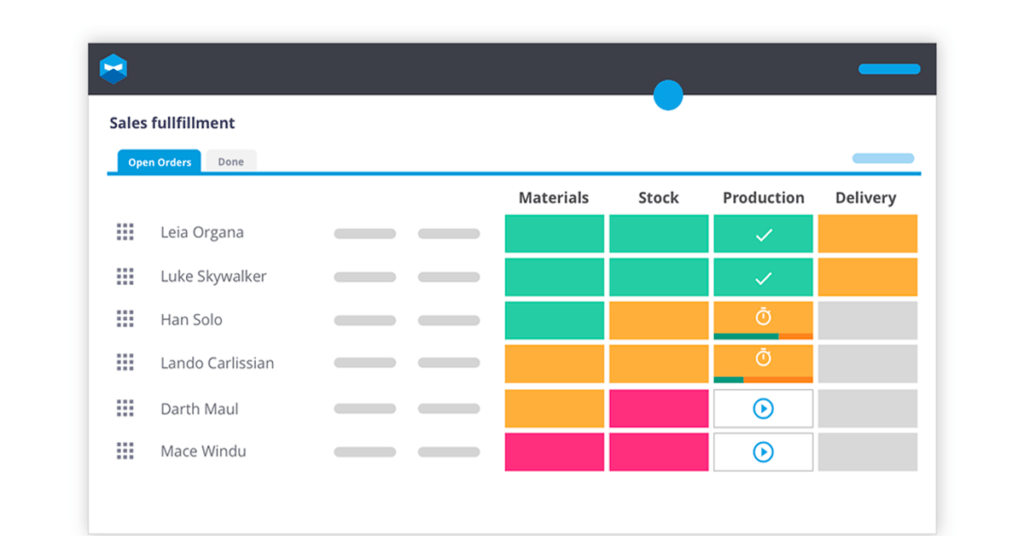 Sales fullfillment
Open Orders Done
Materials Stock Production Delivery
Leia Organa
Luke Skywalker
Han Solo
Lando Carlissian
Darth Maul
Mace Windu